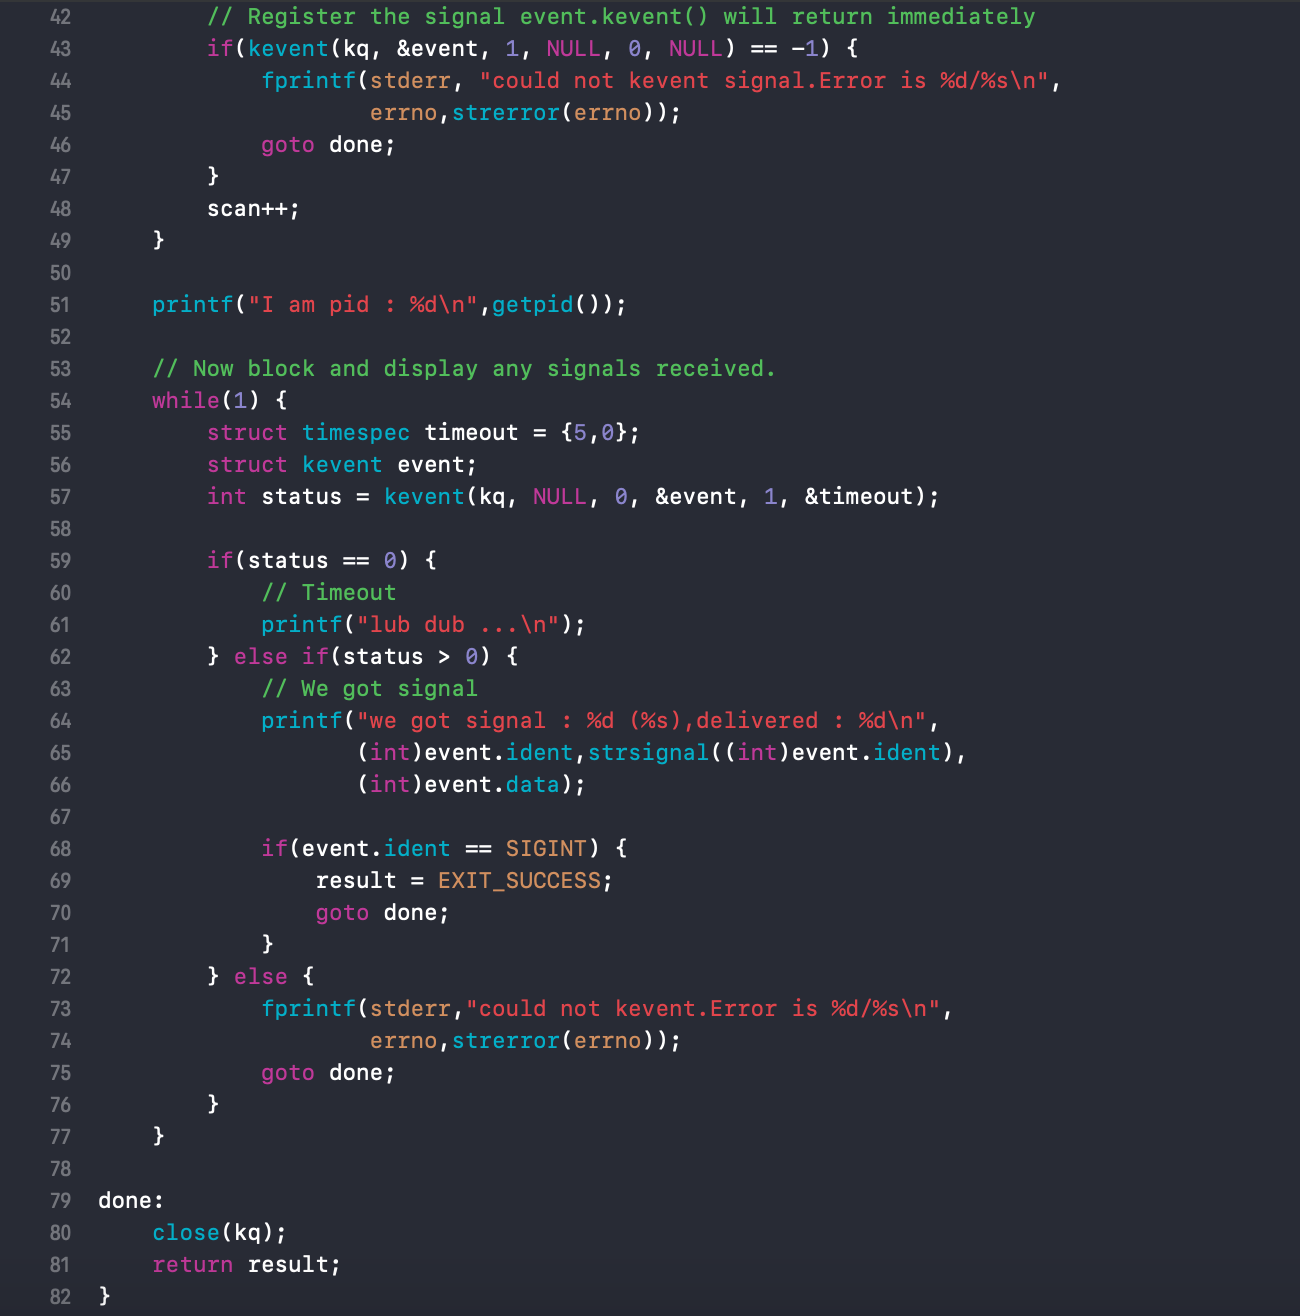 42 // Register the signal event.kevent() will return immediately
43 if(kevent(kq, &event, 1, NULL, 0, NULL) == -1) {
44 fprintf(stderr, "could not kevent signal.Error is %d/%s\n",
45 errno,strerror(errno));
46 goto done;
47 }
48 scan++;
49 }
50
51 printf("I am pid : %d\n",getpid());
52
53 // Now block and display any signals received.
54 while(1) {
55 struct timespec timeout = {5,0};
56 struct kevent event;
57 int status = kevent(kq, NULL, 0, &event, 1, &timeout);
58
59 if(status == 0) {
60 // Timeout
61 printf("lub dub ...\n");
62 } else if(status > 0) {
63 // We got signal
64 printf("we got signal : %d (%s),delivered : %d\n",
65 (int)event.ident,strsignal((int)event.ident),
66 (int)event.data);
67
68 if(event.ident == SIGINT) {
69 result = EXIT_SUCCESS;
70 goto done;
71 }
72 } else {
73 fprintf(stderr,"could not kevent.Error is %d/%s\n",
74 errno,strerror(errno));
75 goto done;
76 }
77 }
78
79 done:
80 close(kq);
81 return result;
82 }